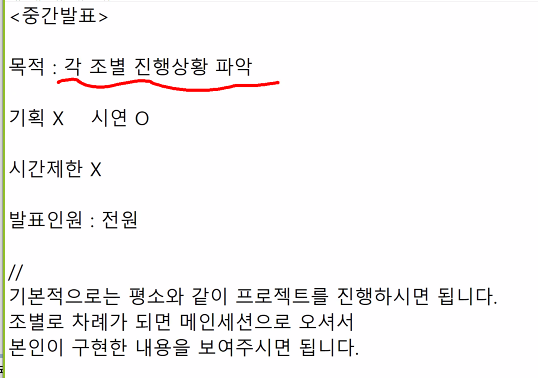 <중간발표>
목적 : 각 조별 진행상황 파악
기획 X 시연 O
시간제한 X
발표인원 : 전원
//
기본적으로는 평소와 같이 프로젝트를 진행하시면 됩니다.
조별로 차례가 되면 메인세션으로 오셔서
본인이 구현한 내용을 보여주시면 됩니다.